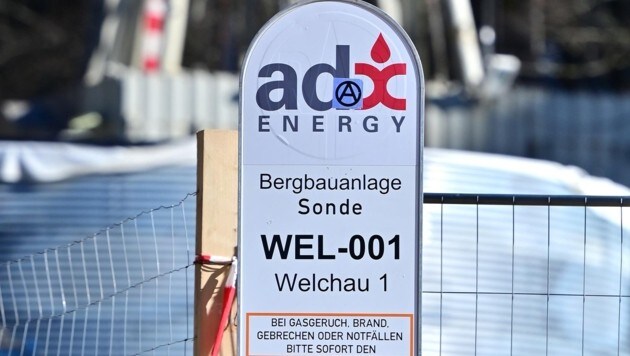 adx
ENERGY
Bergbauanlage
Sonde
WEL-001
Welchau 1
BEI GASGERUCH, BRAND,
GEBRECHEN ODER NOTFÄLLEN
BITTE SOFORT DEN